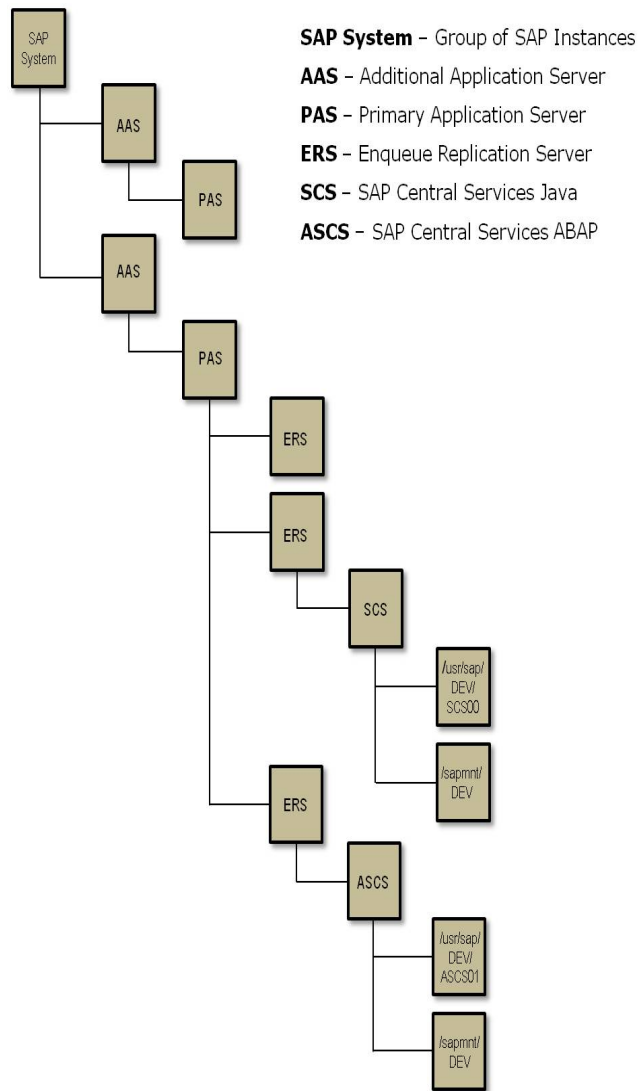 SAP
System
SAP System – Group of SAP Instances
AAS – Additional Application Server
PAS – Primary Application Server
ERS – Enqueue Replication Server
SCS – SAP Central Services Java
ASCS – SAP Central Services ABAP
AAS
PAS
AAS
PAS
ERS
ERS
SCS
/usr/sap/
DEV/
SCS00
/sapmnt/
DEV
ERS
ASCS
/usr/sap/
DEV/
ASCS01
/sapmnt/
DEV